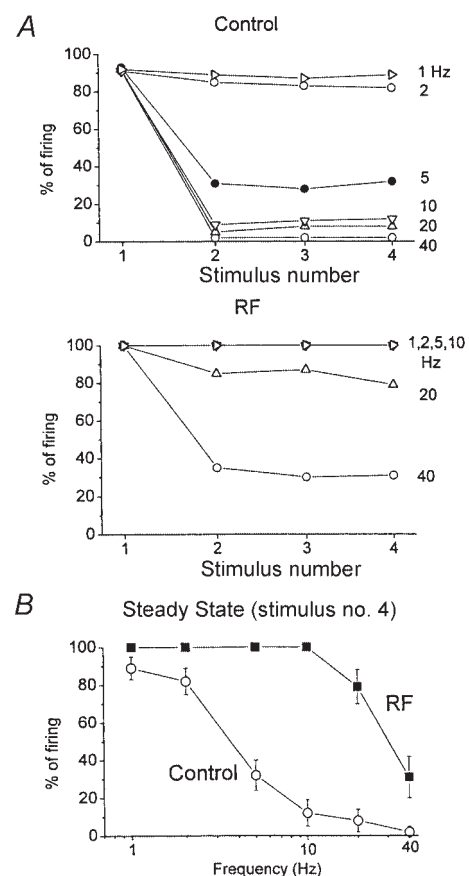 A
Control
100
80
60
40
20
0
% of firing
1 Hz
2
5
10
20
40
1 2 3 4
Stimulus number
RF
100
80
60
40
20
0
% of firing
1,2,5,10
Hz
20
40
1 2 3 4
Stimulus number
B
Steady State (stimulus no. 4)
100
80
60
40
20
0
% of firing
RF
Control
1 10 40
Frequency (Hz)